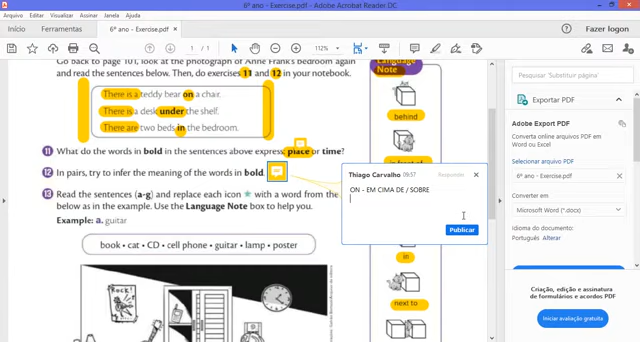 6º ano - Exercise.pdf - Adobe Acrobat Reader DC
Arquivo Editar Visualizar Assinar Janela Ajuda
Início Ferramentas 6º ano - Exercise.pdf × Fazer logon
1 / 1 112%
Go back to page 101, look at the photograph of Anne Frank's bedroom again
and read the sentences below. Then, do exercises 11 and 12 in your notebook.
There is a teddy bear on a chair.
There is a desk under the shelf.
There are two beds in the bedroom.
11 What do the words in bold in the sentences above express, place or time?
12 In pairs, try to infer the meaning of the words in bold.
13 Read the sentences (a-g) and replace each icon ★ with a word from the
below as in the example. Use the Language Note box to help you.
Example: a. guitar
book • cat • CD • cell phone • guitar • lamp • poster
ROCK!
Language
Note
behind
in front of
in
next to
Thiago Carvalho 09:57 Responder ×
ON - EM CIMA DE / SOBRE
Publicar
Pesquisar 'Substituir página'
Exportar PDF
Adobe Export PDF
Converta arquivos PDF em Word ou Excel
Online
Selecionar arquivo PDF
6º ano - Exercise.pdf ×
Converter em
Microsoft Word (*.docx)
Idioma do documento:
Português Alterar
Criação, edição e assinatura
de formulários e acordos PDF
Iniciar avaliação gratuita